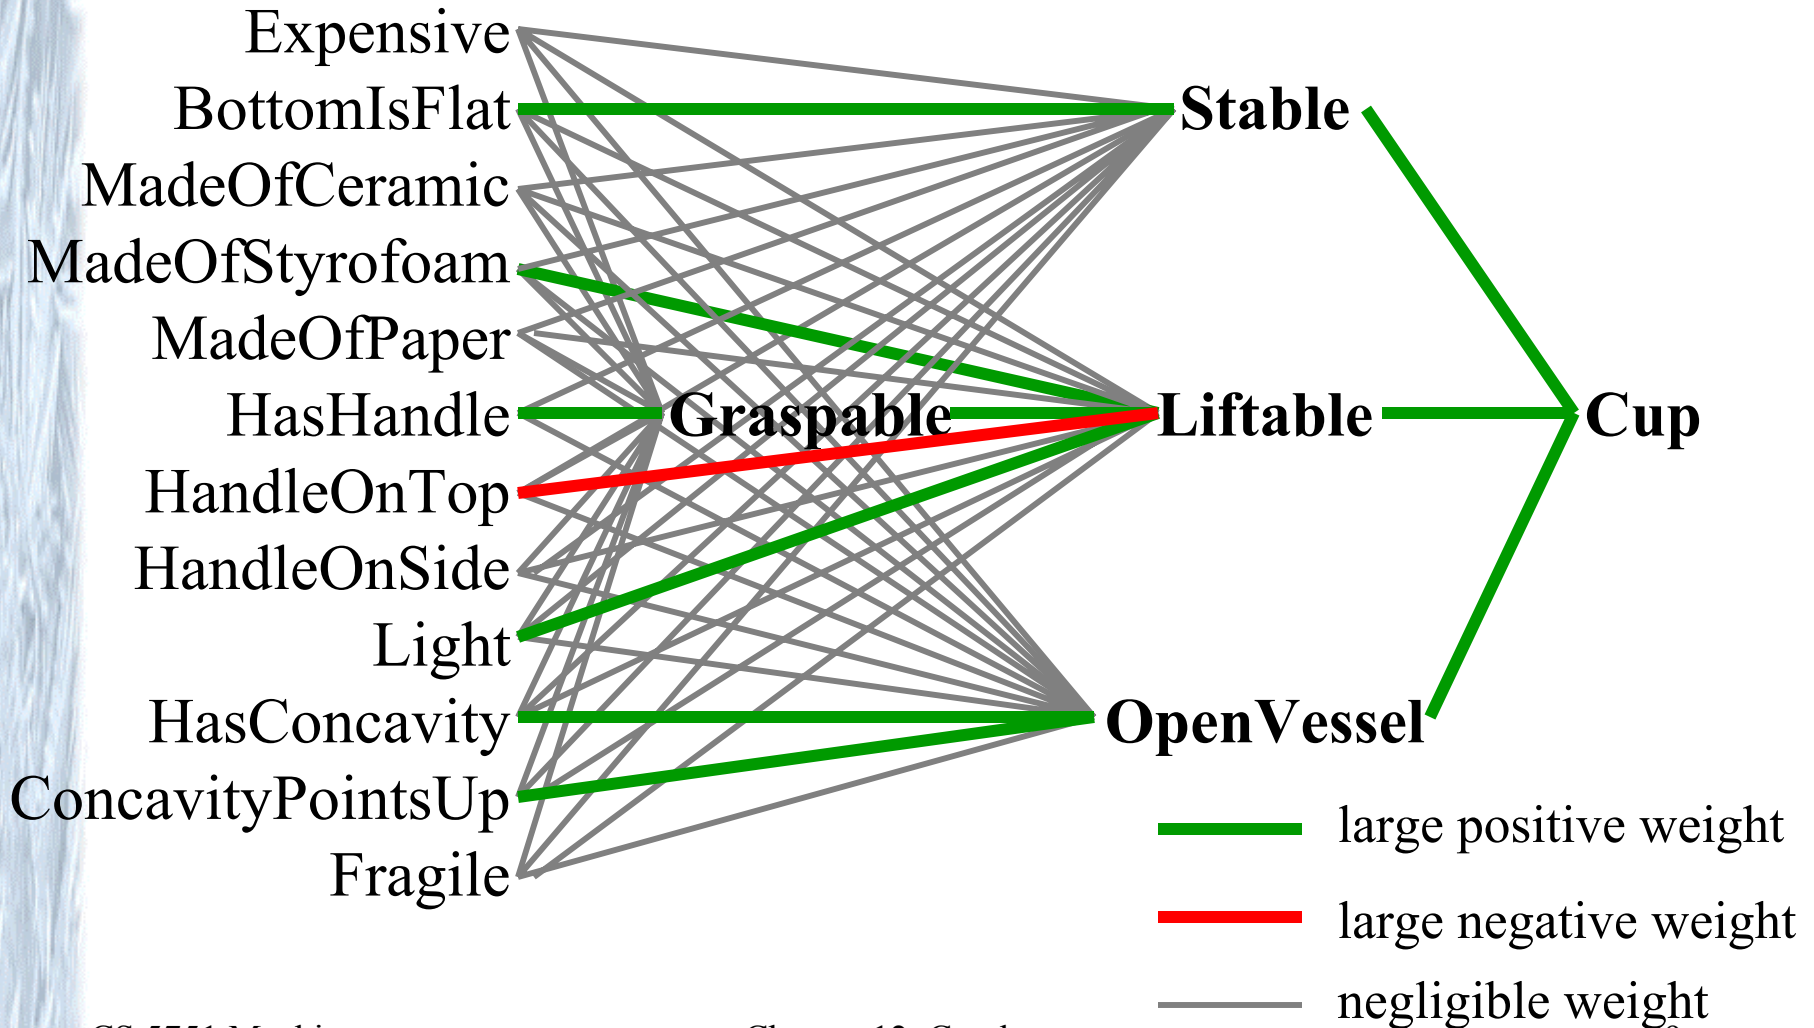 Expensive
BottomIsFlat
Stable
MadeOfCeramic
MadeOfStyrofoam
MadeOfPaper
HasHandle
Graspable
Liftable
Cup
HandleOnTop
HandleOnSide
Light
HasConcavity
OpenVessel
ConcavityPointsUp
Fragile
large positive weight
large negative weight
negligible weight